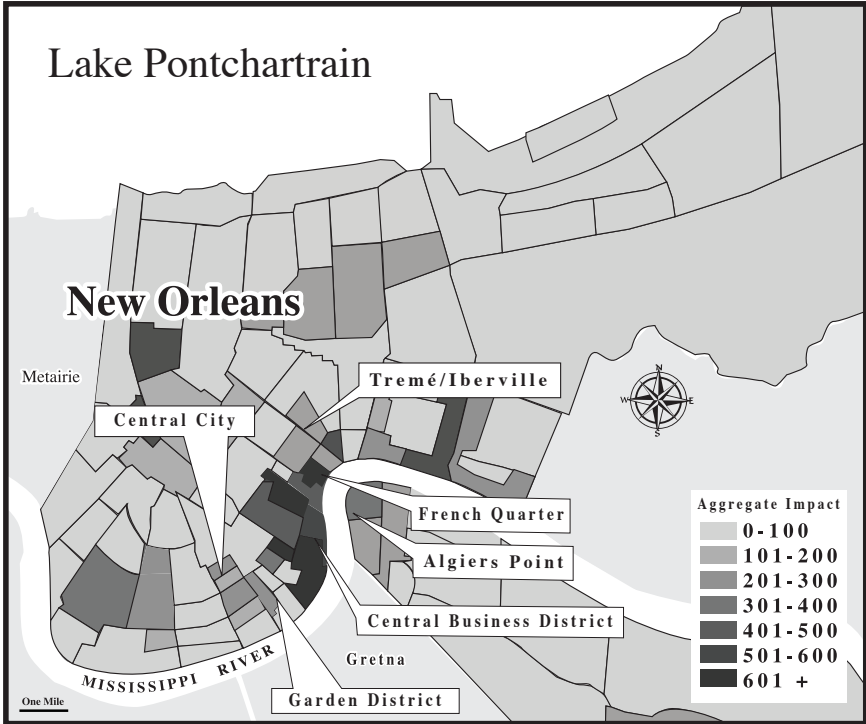 Lake Pontchartrain
New Orleans
Metairie
Tremé/Iberville
Central City
N
W E
S
French Quarter
Algiers Point
Central Business District
Gretna
Garden District
MISSISSIPPI RIVER
One Mile
Aggregate Impact
0-100
101-200
201-300
301-400
401-500
501-600
601 +